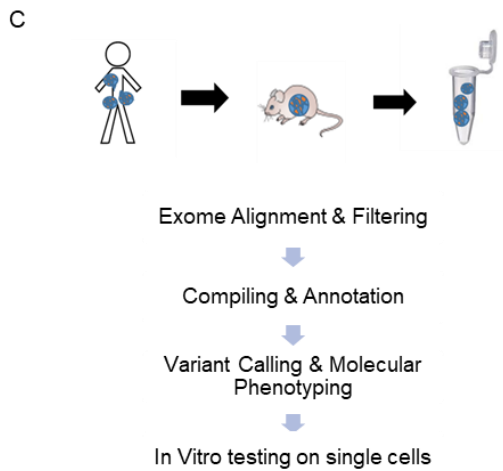 C
Exome Alignment & Filtering
Compiling & Annotation
Variant Calling & Molecular
Phenotyping
In Vitro testing on single cells